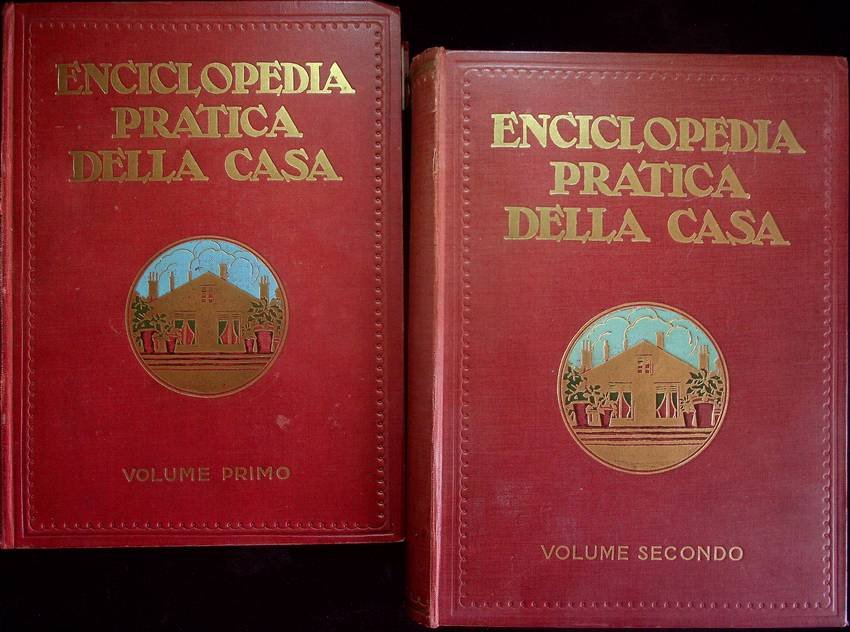 ENCICLOPEDIA
PRATICA
DELLA CASA
VOLUME PRIMO
ENCICLOPEDIA
PRATICA
DELLA CASA
VOLUME SECONDO